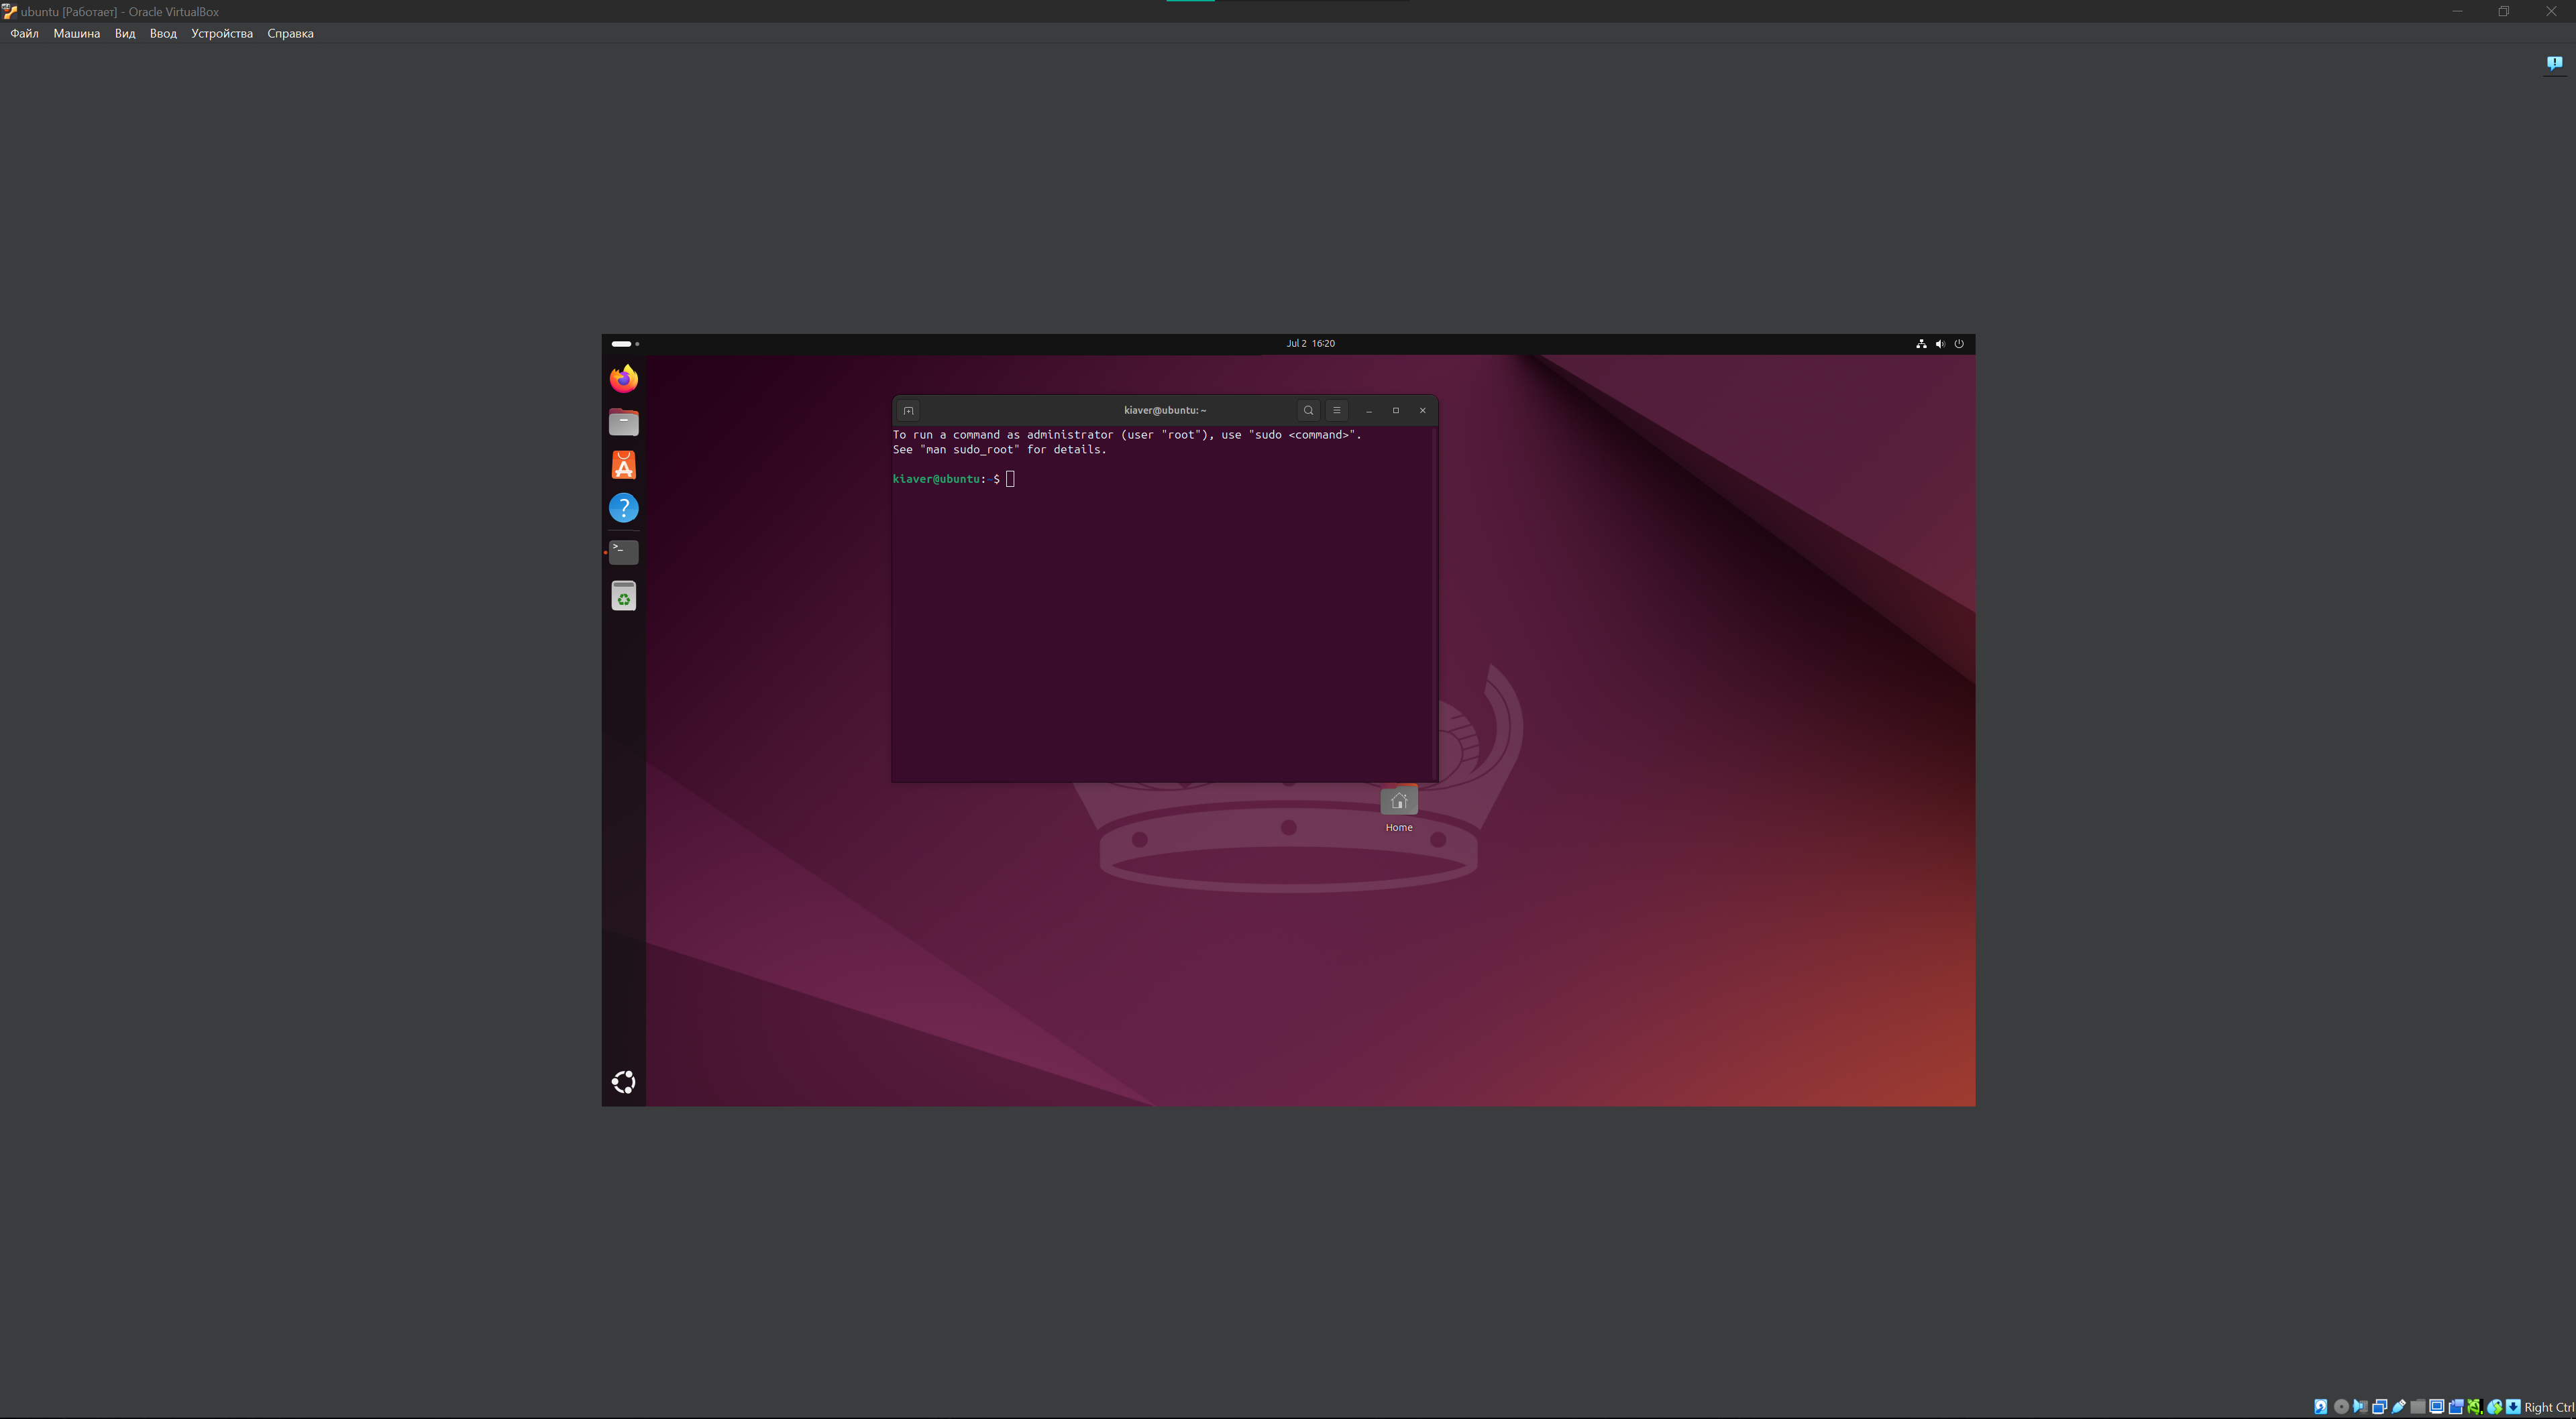 ubuntu [Работает] - Oracle VirtualBox
Файл Машина Вид Ввод Устройства Справка
Jul 2 16:20
kiaver@ubuntu: ~
To run a command as administrator (user "root"), use "sudo <command>".
See "man sudo_root" for details.
kiaver@ubuntu:~$
Home
Right Ctrl